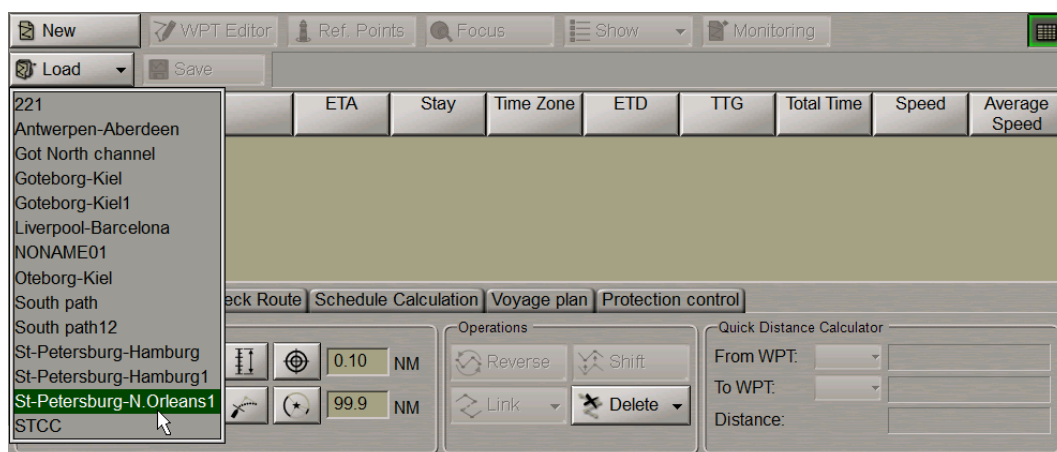 New WPT Editor Ref. Points Focus Show Monitoring
Load Save
ETA Stay Time Zone ETD TTG Total Time Speed Average Speed
221
Antwerpen-Aberdeen
Got North channel
Goteborg-Kiel
Goteborg-Kiel1
Liverpool-Barcelona
NONAME01
Oteborg-Kiel
South path
South path12
St-Petersburg-Hamburg
St-Petersburg-Hamburg1
St-Petersburg-N.Orleans1
STCC
eck Route Schedule Calculation Voyage plan Protection control
0.10 NM
99.9 NM
Operations
Reverse Shift
Link Delete
Quick Distance Calculator
From WPT:
To WPT:
Distance: